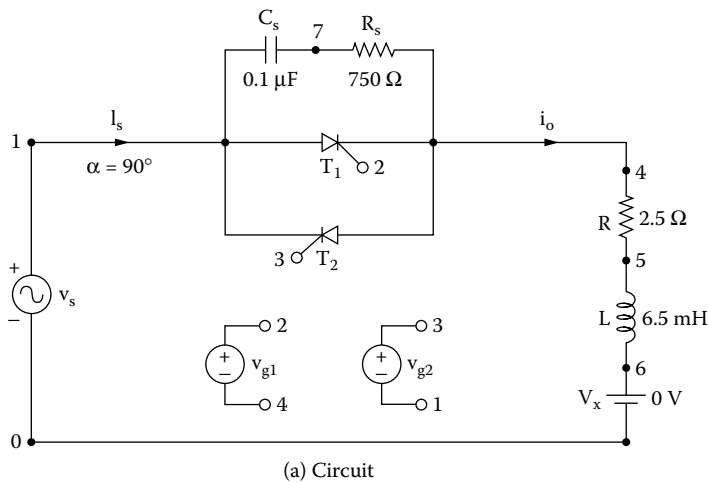 C_s
7
R_s
0.1 μF
750 Ω
1
I_s
i_o
α = 90°
T_1
2
4
R
2.5 Ω
3
T_2
5
+
v_s
−
L
6.5 mH
2
3
+
−
v_g1
+
−
v_g2
6
4
1
V_x
0 V
0
(a) Circuit